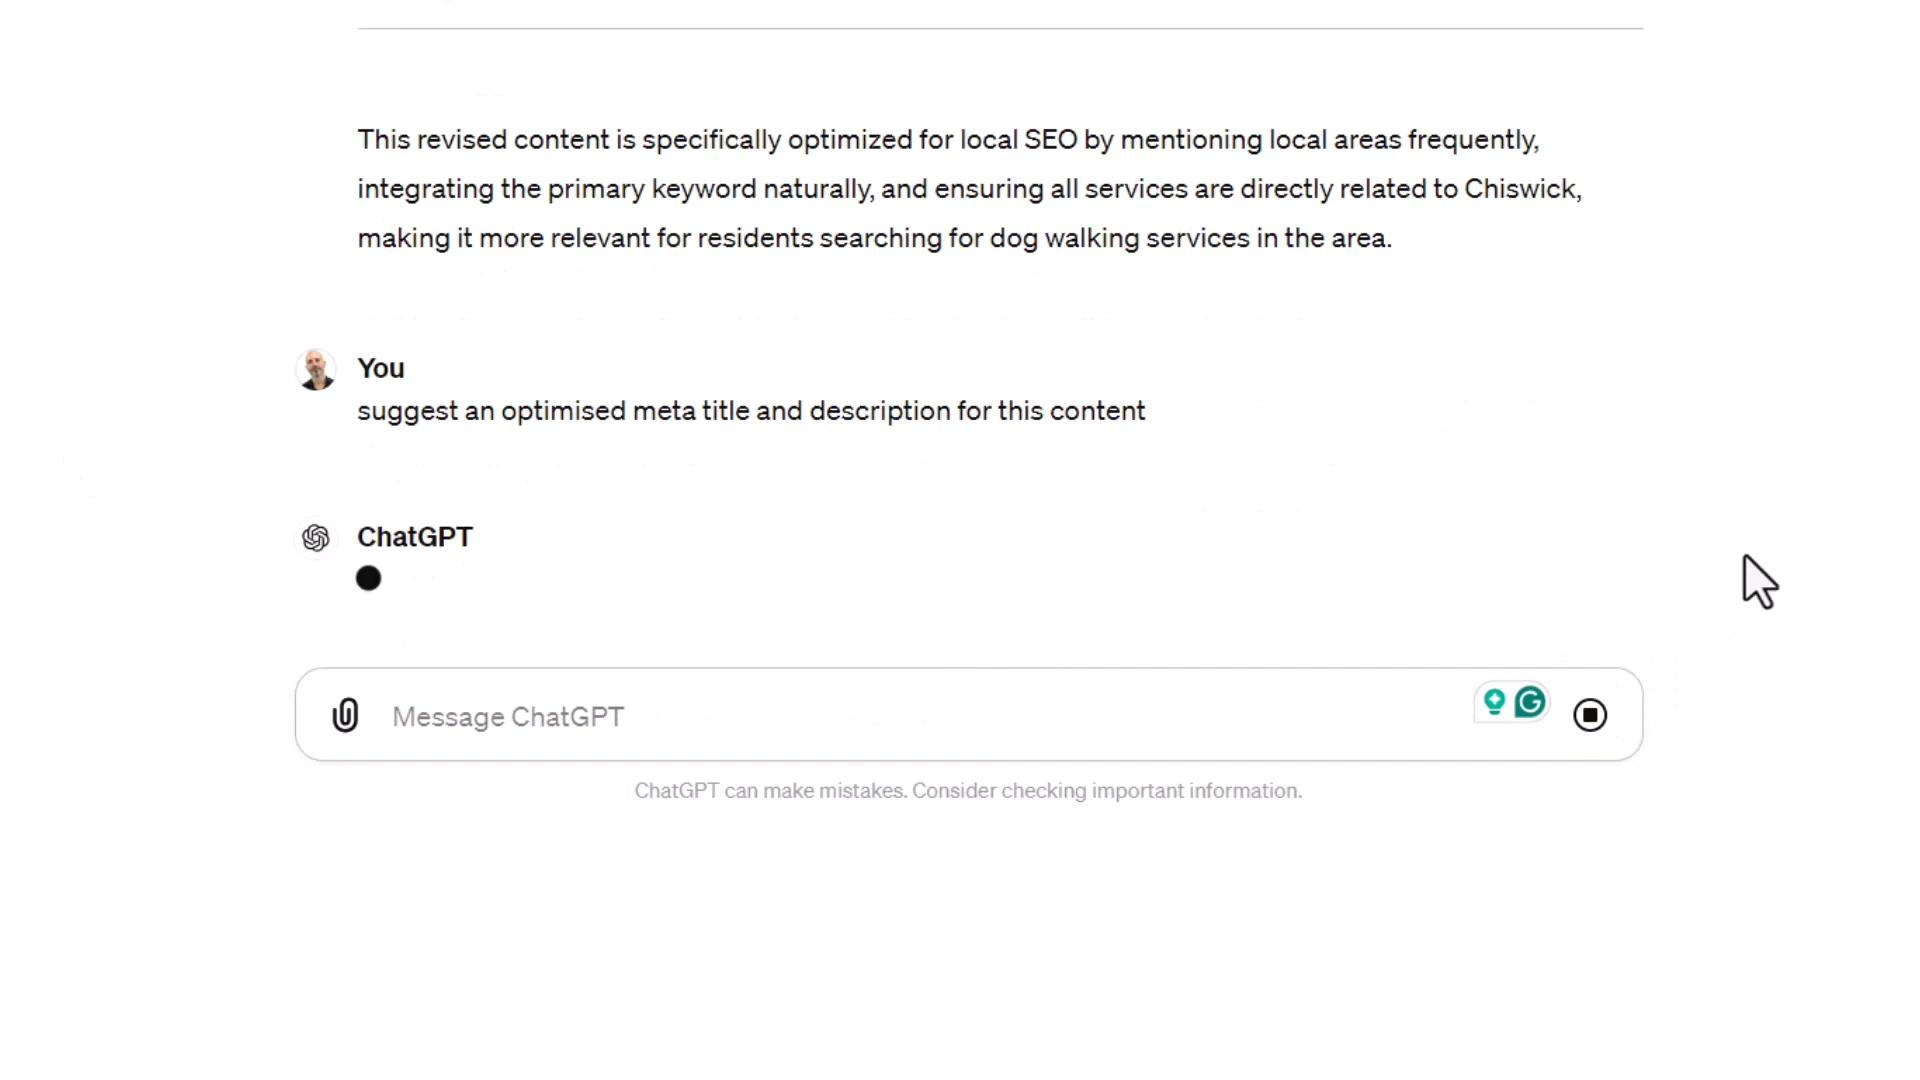 This revised content is specifically optimized for local SEO by mentioning local areas frequently,
integrating the primary keyword naturally, and ensuring all services are directly related to Chiswick,
making it more relevant for residents searching for dog walking services in the area.
You
suggest an optimised meta title and description for this content
ChatGPT
Message ChatGPT
ChatGPT can make mistakes. Consider checking important information.